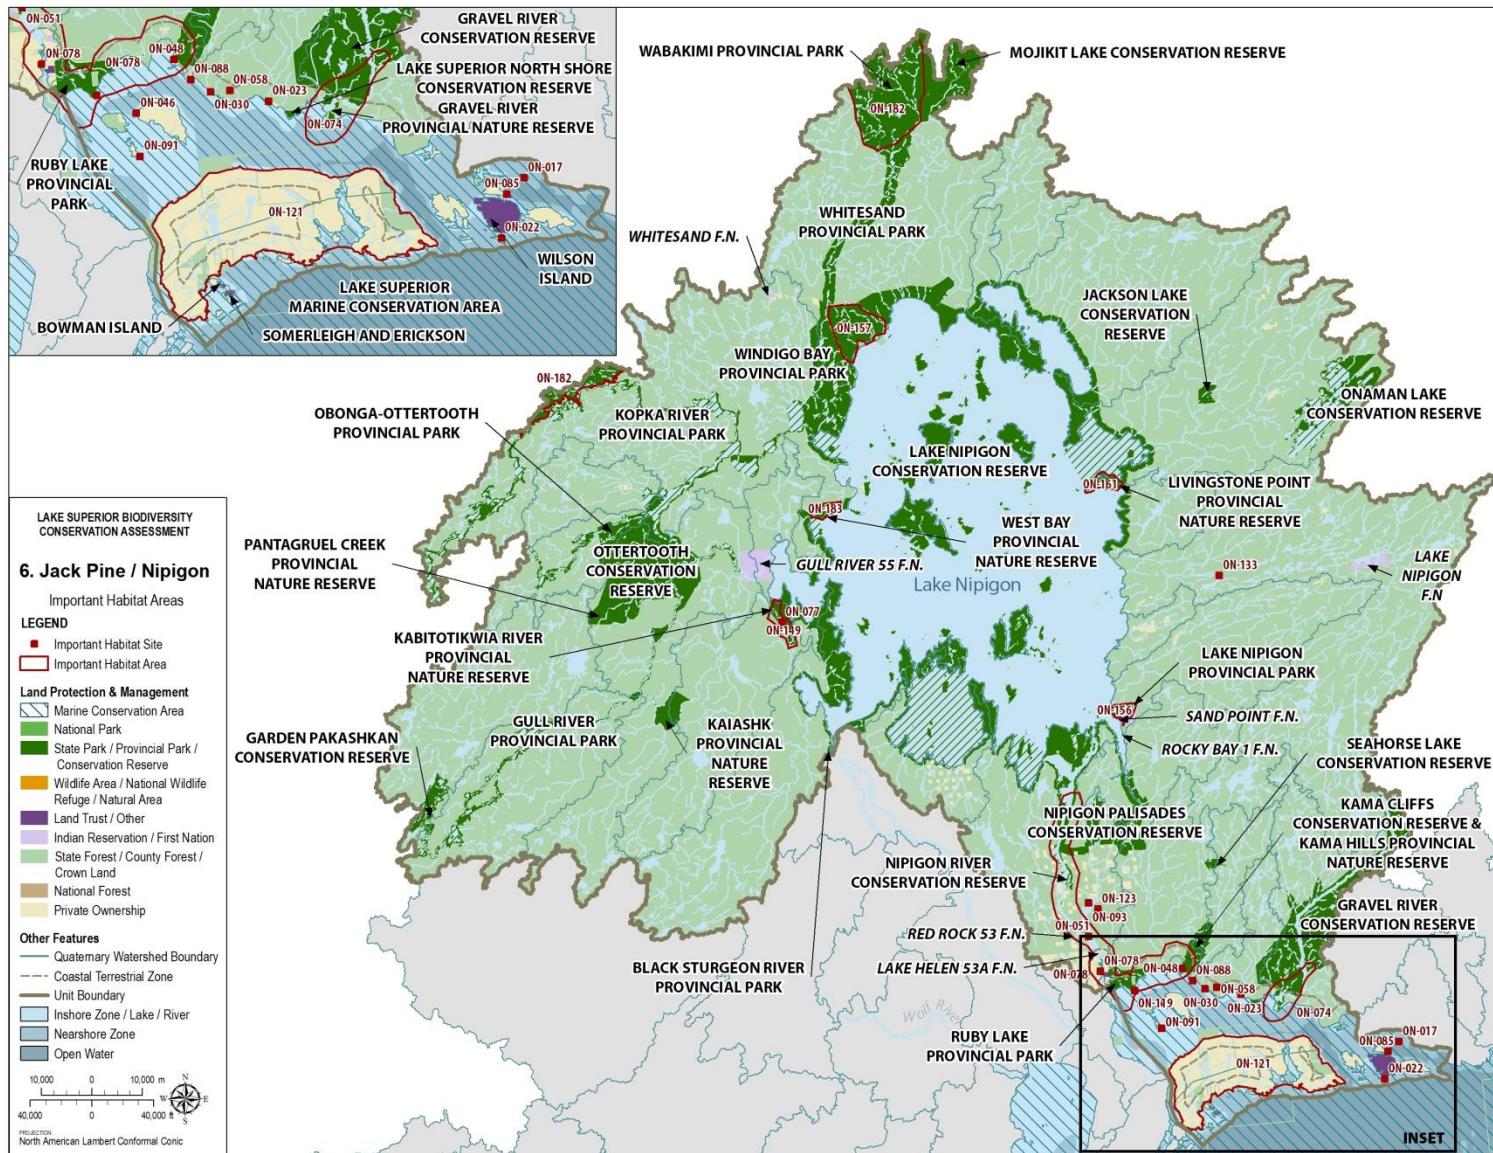 ON-051
ON-078
ON-048
ON-078
ON-088
ON-058
ON-030
ON-023
ON-046
ON-091
ON-074
ON-121
ON-017
ON-085
ON-022
GRAVEL RIVER
CONSERVATION RESERVE
LAKE SUPERIOR NORTH SHORE
CONSERVATION RESERVE
GRAVEL RIVER
PROVINCIAL NATURE RESERVE
RUBY LAKE
PROVINCIAL
PARK
WILSON
ISLAND
LAKE SUPERIOR
MARINE CONSERVATION AREA
BOWMAN ISLAND
SOMERLEIGH AND ERICKSON
WABAKIMI PROVINCIAL PARK
MOJIKIT LAKE CONSERVATION RESERVE
ON-182
WHITESAND
PROVINCIAL PARK
WHITESAND F.N.
JACKSON LAKE
CONSERVATION
RESERVE
ON-157
WINDIGO BAY
PROVINCIAL PARK
ONAMAN LAKE
CONSERVATION RESERVE
ON-182
OBONGA-OTTERTOOTH
PROVINCIAL PARK
KOPKA RIVER
PROVINCIAL PARK
LAKE NIPIGON
CONSERVATION RESERVE
ON-161
LIVINGSTONE POINT
PROVINCIAL
NATURE RESERVE
ON-183
WEST BAY
PROVINCIAL
NATURE RESERVE
PANTAGRUEL CREEK
PROVINCIAL
NATURE RESERVE
OTTERTOOTH
CONSERVATION
RESERVE
GULL RIVER 55 F.N.
Lake Nipigon
ON-133
LAKE
NIPIGON
F.N
ON-077
ON-149
KABITOTIKWIA RIVER
PROVINCIAL
NATURE RESERVE
LAKE NIPIGON
PROVINCIAL PARK
ON-156
SAND POINT F.N.
ROCKY BAY 1 F.N.
GULL RIVER
PROVINCIAL PARK
KAIASHK
PROVINCIAL
NATURE
RESERVE
GARDEN PAKASHKAN
CONSERVATION RESERVE
SEAHORSE LAKE
CONSERVATION RESERVE
KAMA CLIFFS
CONSERVATION RESERVE &
KAMA HILLS PROVINCIAL
NATURE RESERVE
NIPIGON PALISADES
CONSERVATION RESERVE
NIPIGON RIVER
CONSERVATION RESERVE
GRAVEL RIVER
CONSERVATION RESERVE
ON-123
ON-093
ON-051
RED ROCK 53 F.N.
LAKE HELEN 53A F.N.
BLACK STURGEON RIVER
PROVINCIAL PARK
Wolf River
ON-078
ON-078
ON-048
ON-088
ON-058
ON-119
ON-030
ON-023
ON-074
ON-091
RUBY LAKE
PROVINCIAL PARK
ON-017
ON-085
ON-022
ON-121
INSET
LAKE SUPERIOR BIODIVERSITY
CONSERVATION ASSESSMENT
6. Jack Pine / Nipigon
Important Habitat Areas
LEGEND
Important Habitat Site
Important Habitat Area
Land Protection & Management
Marine Conservation Area
National Park
State Park / Provincial Park /
Conservation Reserve
Wildlife Area / National Wildlife
Refuge / Natural Area
Land Trust / Other
Indian Reservation / First Nation
State Forest / County Forest /
Crown Land
National Forest
Private Ownership
Other Features
Quaternary Watershed Boundary
Coastal Terrestrial Zone
Unit Boundary
Inshore Zone / Lake / River
Nearshore Zone
Open Water
10,000 0 10,000 m
40,000 0 40,000 ft
N
W E
S
PROJECTION:
North American Lambert Conformal Conic